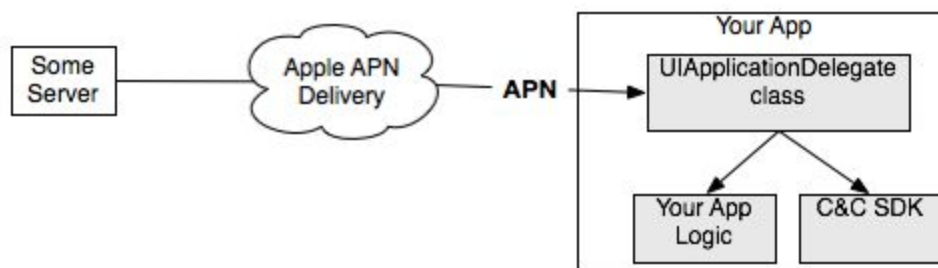 Your App
Some
Server
Apple APN
Delivery
APN
UIApplicationDelegate
class
Your App
Logic
C&C SDK